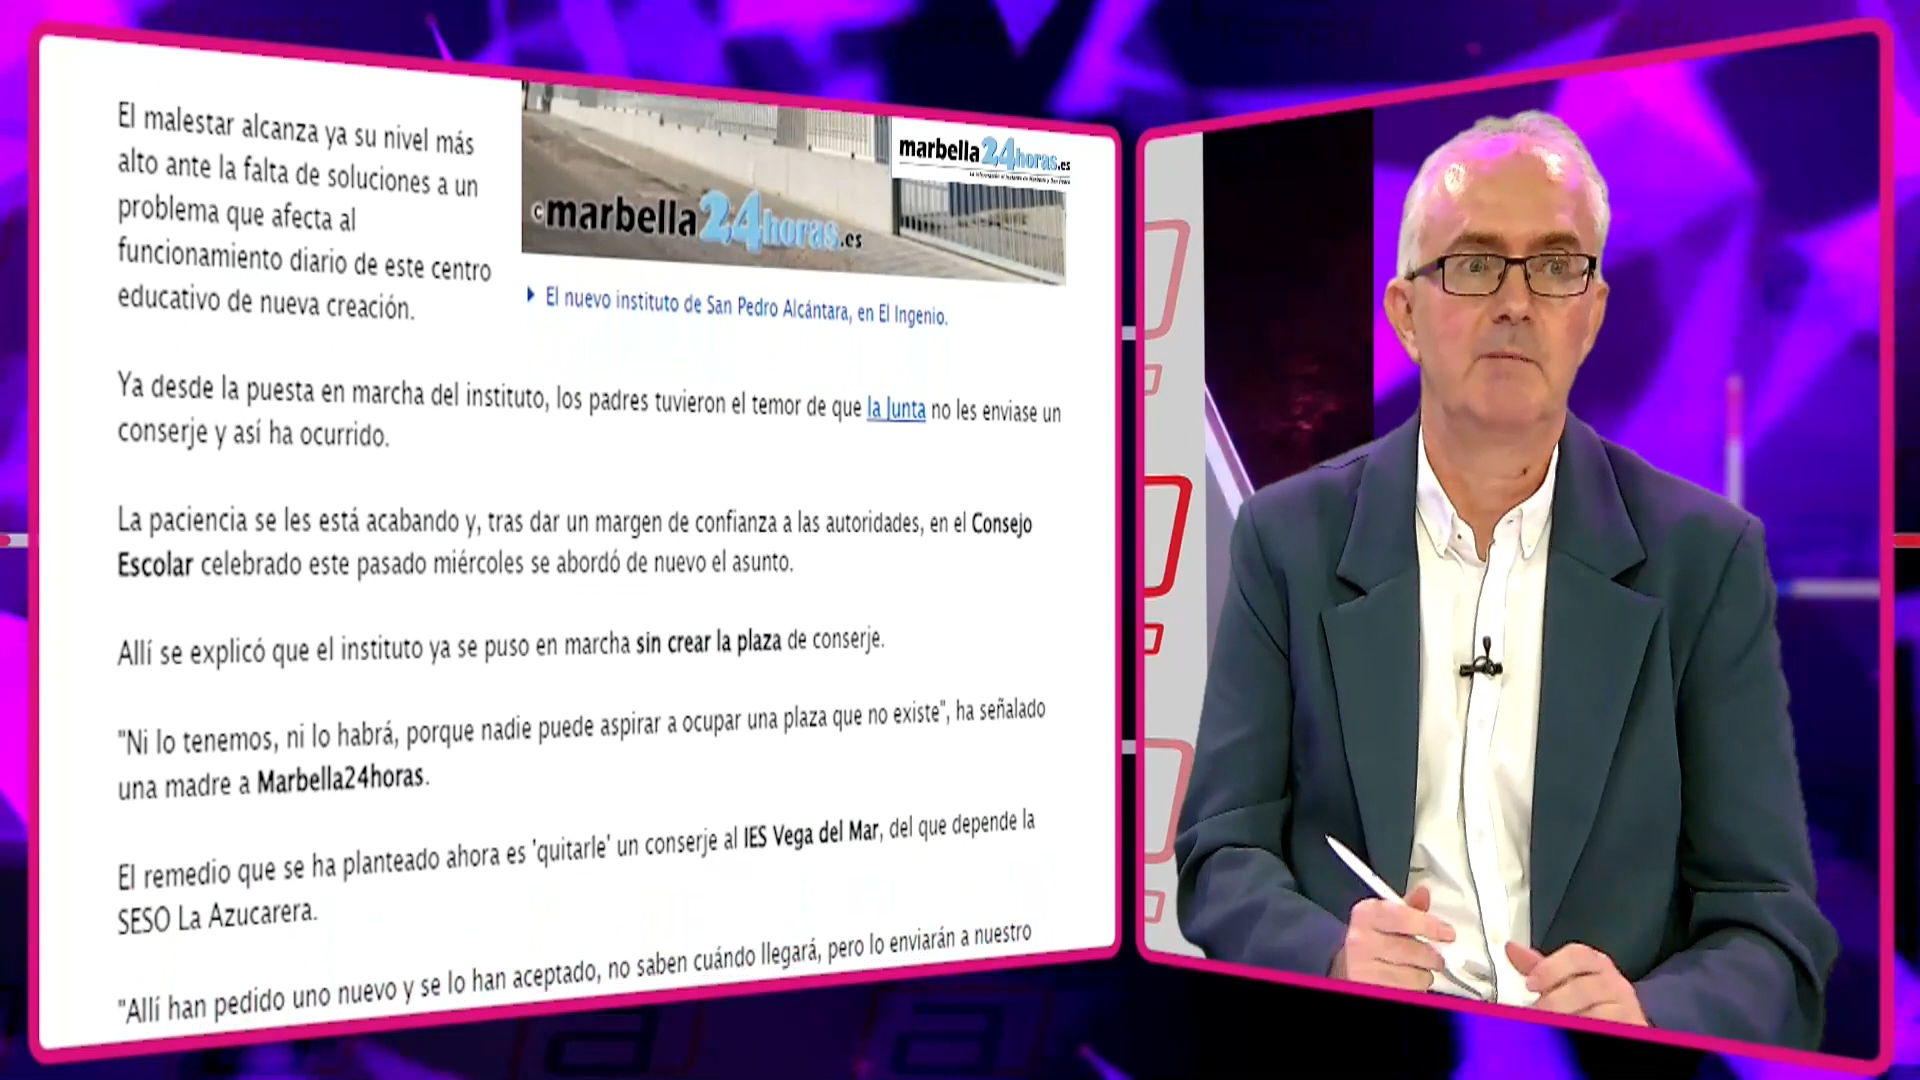 El malestar alcanza ya su nivel más
alto ante la falta de soluciones a un
problema que afecta al
funcionamiento diario de este centro
educativo de nueva creación.
marbella24horas.es
©marbella24horas.es
El nuevo instituto de San Pedro Alcántara, en El Ingenio.
Ya desde la puesta en marcha del instituto, los padres tuvieron el temor de que la Junta no les enviase un
conserje y así ha ocurrido.
La paciencia se les está acabando y, tras dar un margen de confianza a las autoridades, en el Consejo
Escolar celebrado este pasado miércoles se abordó de nuevo el asunto.
Allí se explicó que el instituto ya se puso en marcha sin crear la plaza de conserje.
"Ni lo tenemos, ni lo habrá, porque nadie puede aspirar a ocupar una plaza que no existe", ha señalado
una madre a Marbella24horas.
El remedio que se ha planteado ahora es 'quitarle' un conserje al IES Vega del Mar, del que depende la
SESO La Azucarera.
"Allí han pedido uno nuevo y se lo han aceptado, no saben cuándo llegará, pero lo enviarán a nuestro